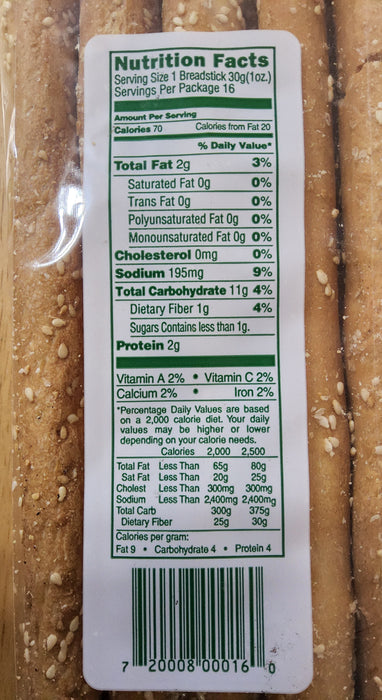 Nutrition Facts
Serving Size 1 Breadstick 30g(1oz.)
Servings Per Package 16
Amount Per Serving
Calories 70 Calories from Fat 20
% Daily Value*
Total Fat 2g 3%
Saturated Fat 0g 0%
Trans Fat 0g 0%
Polyunsaturated Fat 0g 0%
Monounsaturated Fat 0g 0%
Cholesterol 0mg 0%
Sodium 195mg 9%
Total Carbohydrate 11g 4%
Dietary Fiber 1g 4%
Sugars Contains less than 1g.
Protein 2g
Vitamin A 2% • Vitamin C 2%
Calcium 2% • Iron 2%
*Percentage Daily Values are based
on a 2,000 calorie diet. Your daily
values may be higher or lower
depending on your calorie needs.
Calories 2,000 2,500
Total Fat Less Than 65g 80g
Sat Fat Less Than 20g 25g
Cholest Less Than 300mg 300mg
Sodium Less Than 2,400mg 2,400mg
Total Carb 300g 375g
Dietary Fiber 25g 30g
Calories per gram:
Fat 9 • Carbohydrate 4 • Protein 4
7 20008 00016 0